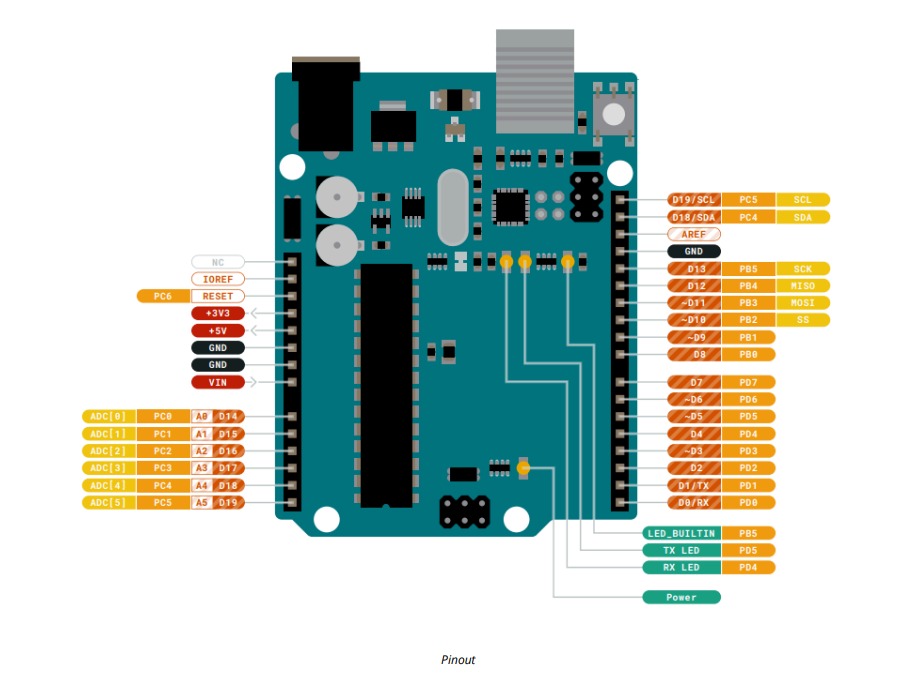 D19/SCL PC5 SCL
D18/SDA PC4 SDA
AREF
GND
NC
D13 PB5 SCK
IOREF
D12 PB4 MISO
PC6 RESET
~D11 PB3 MOSI
+3V3
~D10 PB2 SS
+5V
~D9 PB1
GND
D8 PB0
GND
VIN
D7 PD7
~D6 PD6
ADC[0] PC0 A0 D14
~D5 PD5
ADC[1] PC1 A1 D15
D4 PD4
ADC[2] PC2 A2 D16
~D3 PD3
ADC[3] PC3 A3 D17
D2 PD2
ADC[4] PC4 A4 D18
D1/TX PD1
ADC[5] PC5 A5 D19
D0/RX PD0
LED_BUILTIN PB5
TX LED PD5
RX LED PD4
Power
Pinout